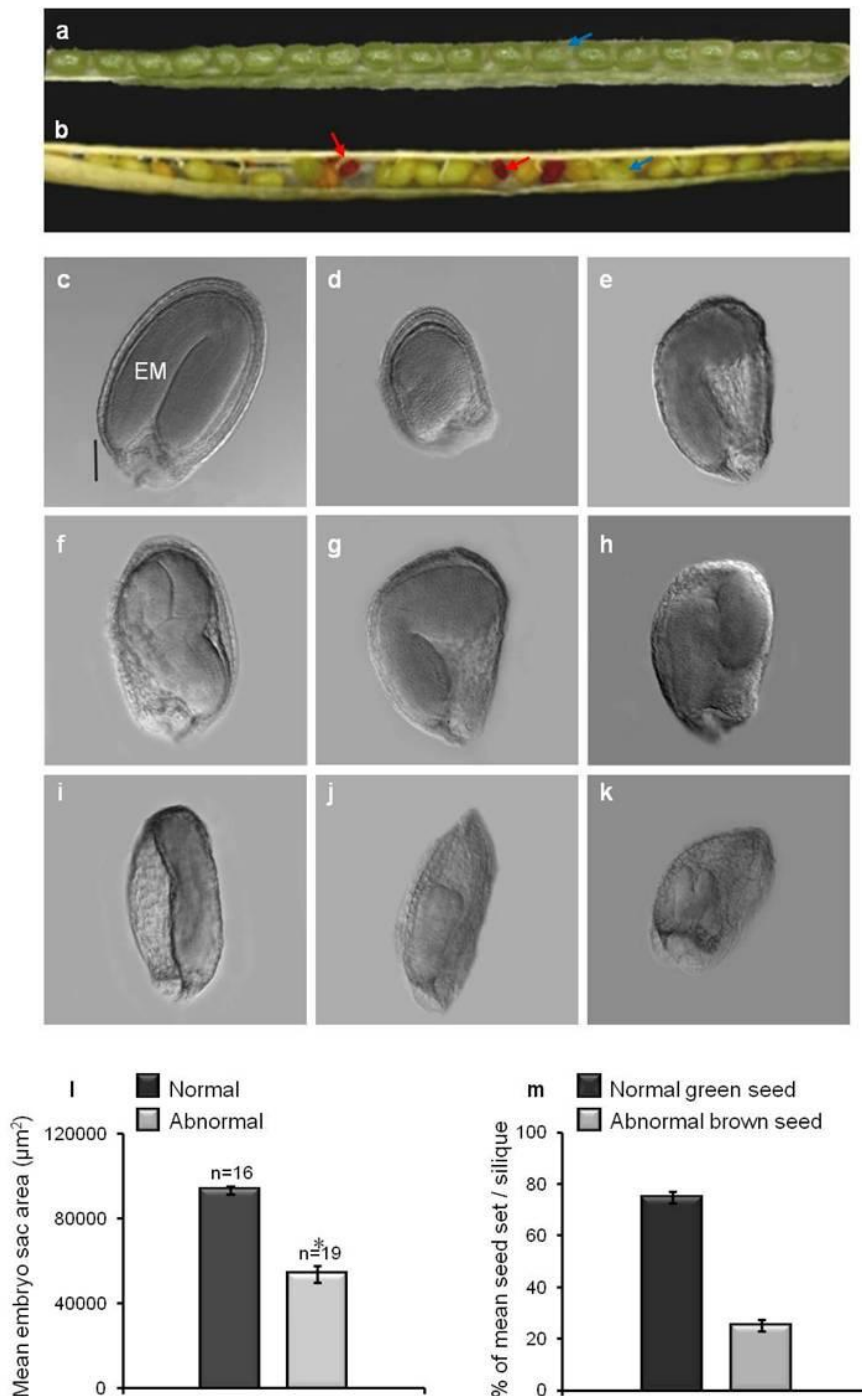 a
b
c
EM
d
e
f
g
h
i
j
k
l
Normal
Abnormal
Mean embryo sac area (µm²)
120000
80000
40000
0
n=16
*
n=19
m
Normal green seed
Abnormal brown seed
% of mean seed set / silique
100
80
60
40
20
0